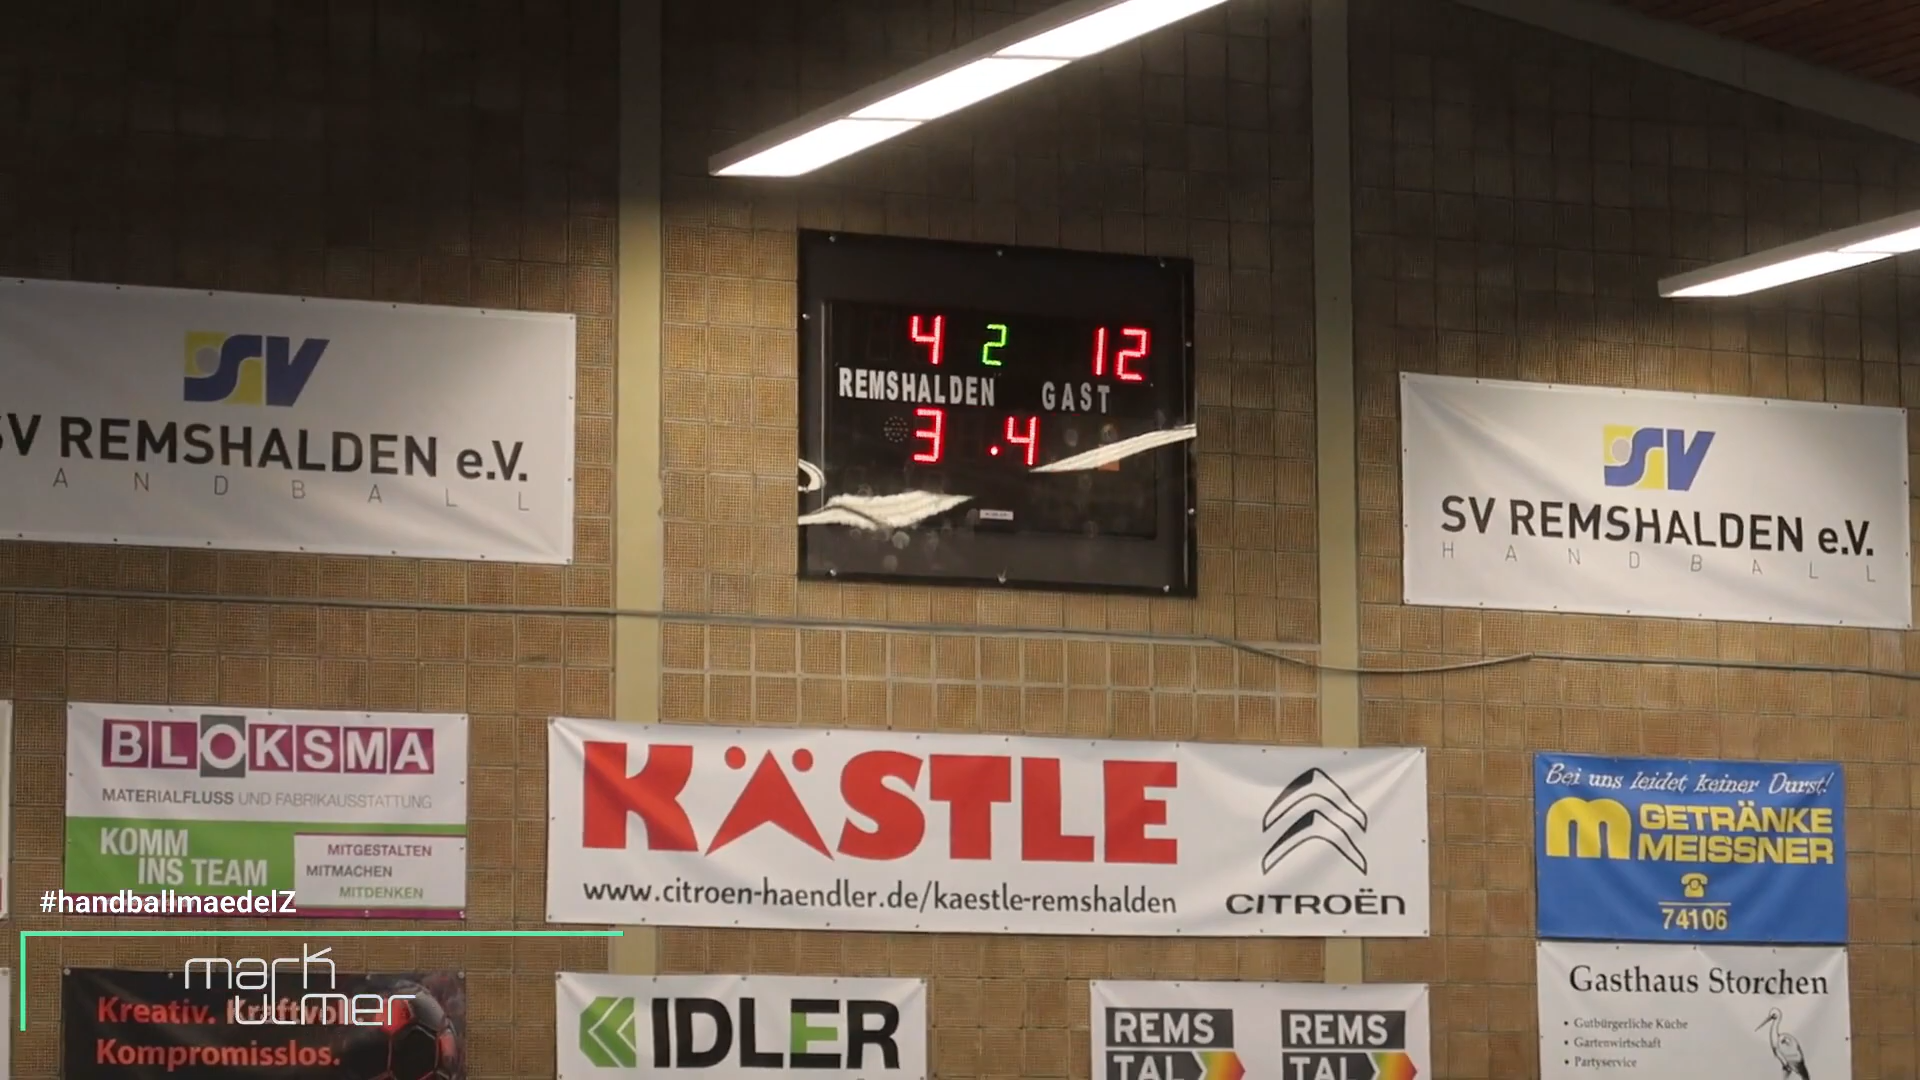 4 2 12
REMSHALDEN GAST
3 .4
SV
SV REMSHALDEN e.V.
HANDBALL
SV
SV REMSHALDEN e.V.
HANDBALL
BLOKSMA
MATERIALFLUSS UND FABRIKAUSSTATTUNG
KOMM
INS TEAM
MITGESTALTEN
MITMACHEN
MITDENKEN
KÄSTLE
www.citroen-haendler.de/kaestle-remshalden
CITROËN
Bei uns leidet keiner Durst!
m GETRÄNKE
MEISSNER
74106
#handballmaedelZ
mark
ulmer
Kreativ. Kraftvoll.
Kompromisslos.
IDLER
REMS
TAL
REMS
TAL
Gasthaus Storchen
• Gutbürgerliche Küche
• Gartenwirtschaft
• Partyservice